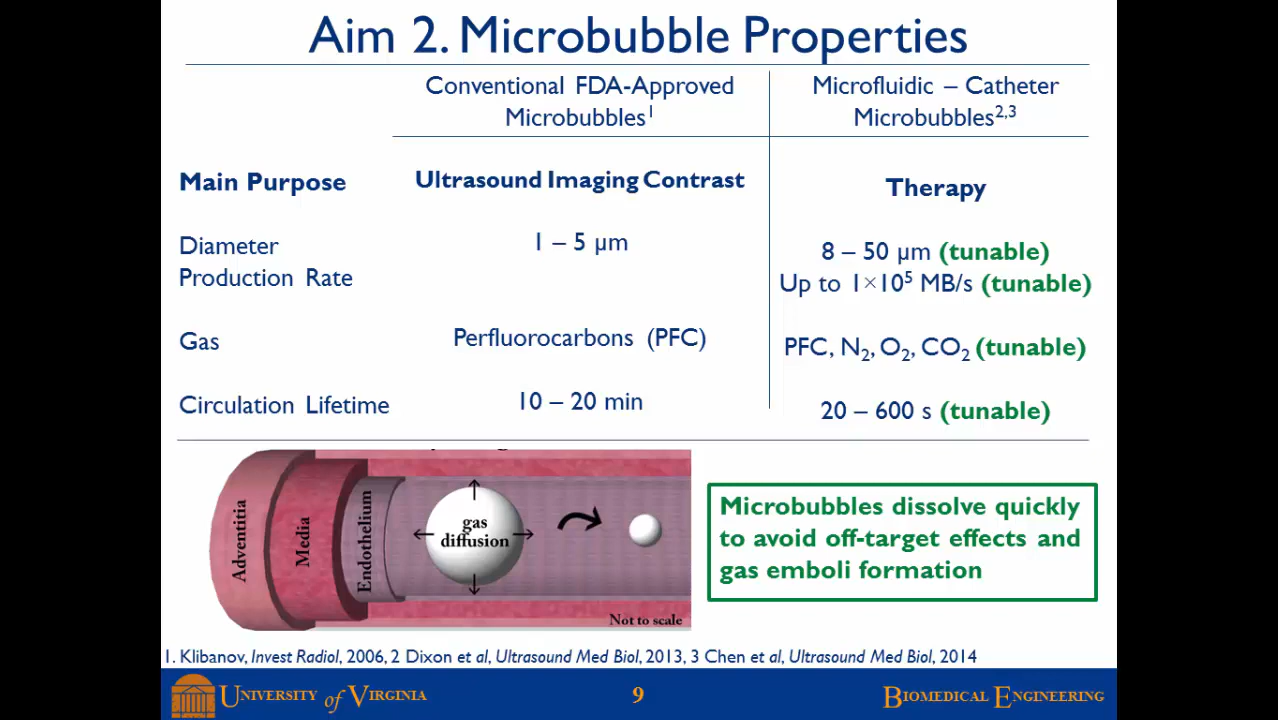 Aim 2. Microbubble Properties
Conventional FDA-Approved Microbubbles¹
Microfluidic – Catheter Microbubbles²,³
Main Purpose
Ultrasound Imaging Contrast
Therapy
Diameter
1 – 5 µm
8 – 50 µm (tunable)
Production Rate
Up to 1×10⁵ MB/s (tunable)
Gas
Perfluorocarbons (PFC)
PFC, N₂, O₂, CO₂ (tunable)
Circulation Lifetime
10 – 20 min
20 – 600 s (tunable)
Adventitia
Media
Endothelium
gas
diffusion
Not to scale
Microbubbles dissolve quickly
to avoid off-target effects and
gas emboli formation
1. Klibanov, Invest Radiol, 2006, 2 Dixon et al, Ultrasound Med Biol, 2013, 3 Chen et al, Ultrasound Med Biol, 2014
University of Virginia
9
Biomedical Engineering